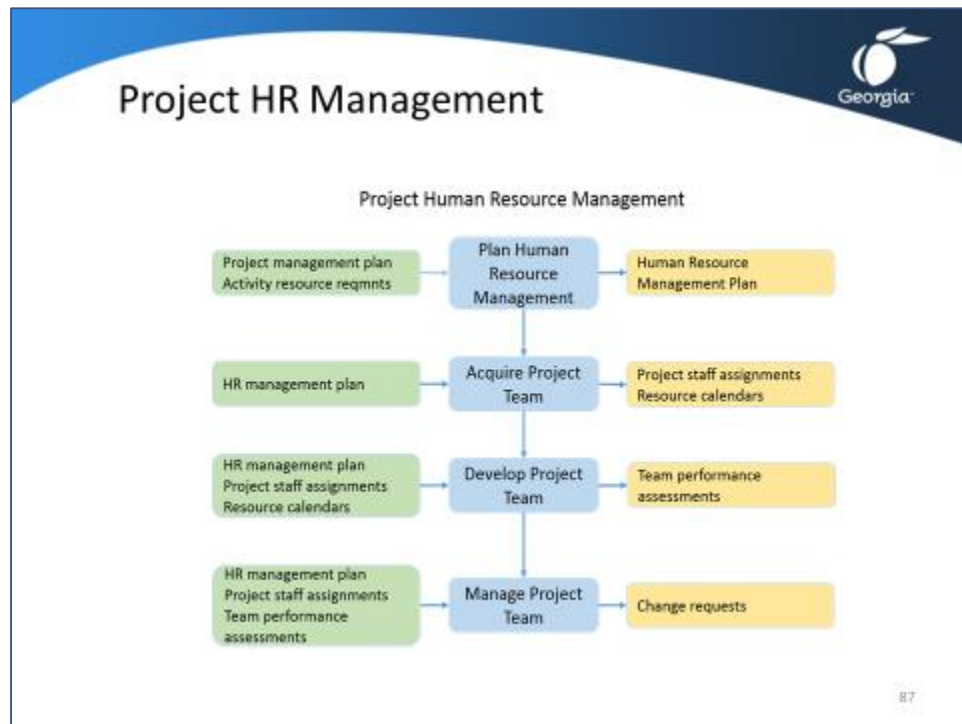 Georgia
Project HR Management
Project Human Resource Management
Project management plan
Activity resource reqmnts
Plan Human
Resource
Management
Human Resource
Management Plan
HR management plan
Acquire Project
Team
Project staff assignments
Resource calendars
HR management plan
Project staff assignments
Resource calendars
Develop Project
Team
Team performance
assessments
HR management plan
Project staff assignments
Team performance
assessments
Manage Project
Team
Change requests
87